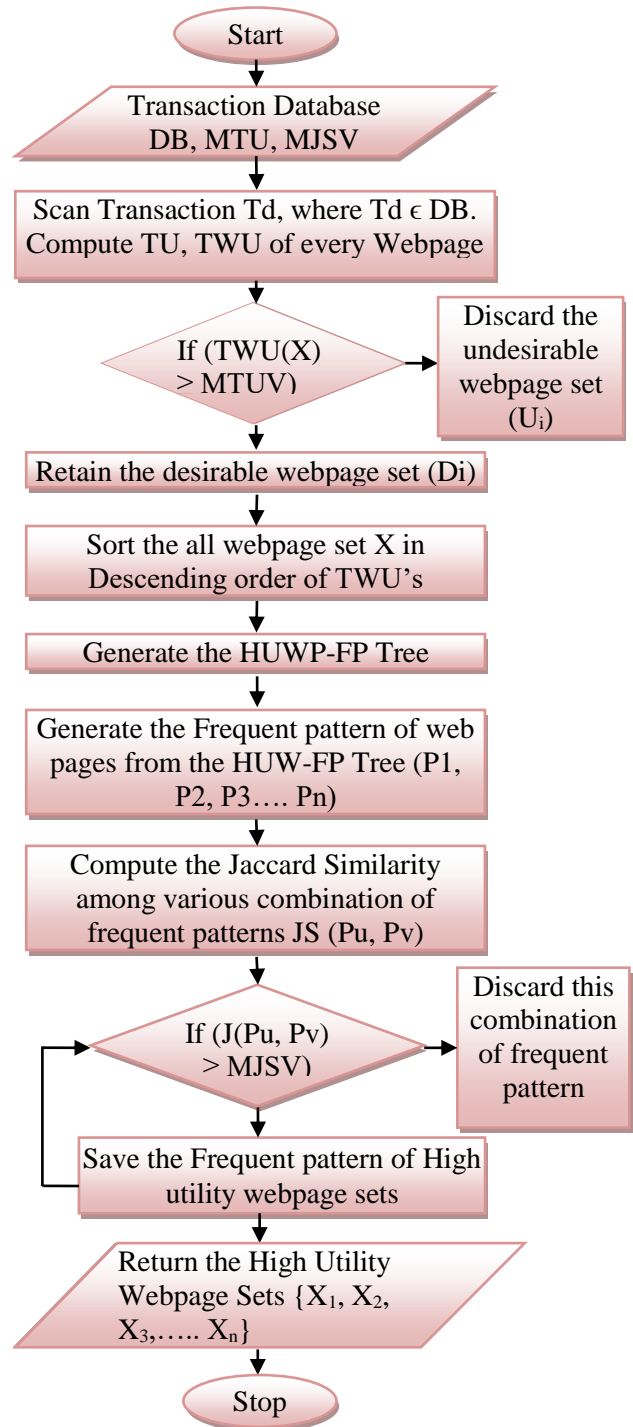 Start
Transaction Database
DB, MTU, MJSV
Scan Transaction Td, where Td ϵ DB.
Compute TU, TWU of every Webpage
If (TWU(X)
≥ MTUV)
Discard the
undesirable
webpage set
(Ui)
Retain the desirable webpage set (Di)
Sort the all webpage set X in
Descending order of TWU’s
Generate the HUWP-FP Tree
Generate the Frequent pattern of web
pages from the HUW-FP Tree (P1,
P2, P3…. Pn)
Compute the Jaccard Similarity
among various combination of
frequent patterns JS (Pu, Pv)
If (J(Pu, Pv)
> MJSV)
Discard this
combination
of frequent
pattern
Save the Frequent pattern of High
utility webpage sets
Return the High Utility
Webpage Sets {X1, X2,
X3,….. Xn}
Stop